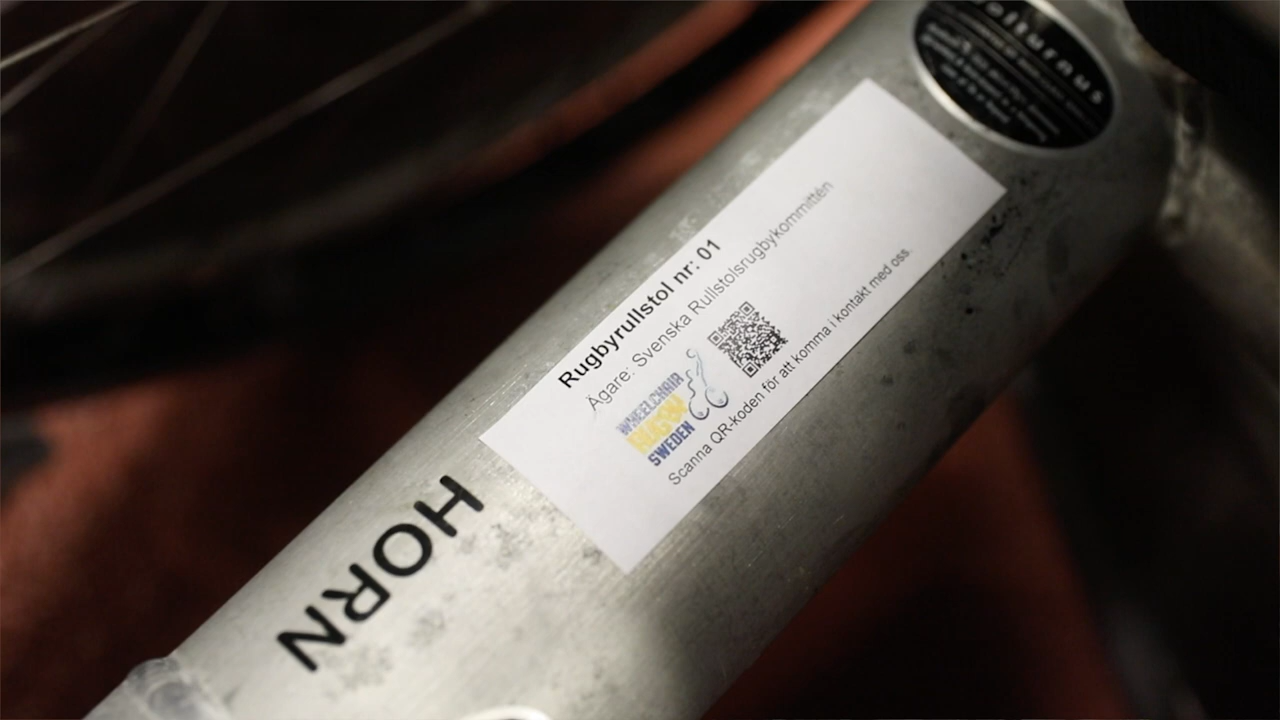 Volturnus
Rugbyrullstol nr: 01
Ägare: Svenska Rullstolsrugbykommittén
WHEELCHAIR
RUGBY
SWEDEN
Scanna QR-koden för att komma i kontakt med oss.
HORN